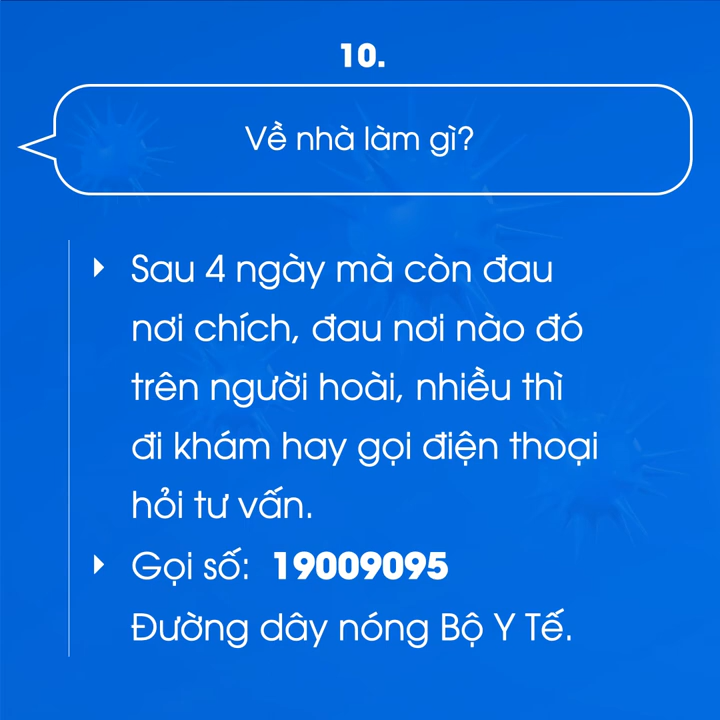 10.
Về nhà làm gì?
Sau 4 ngày mà còn đau
nơi chích, đau nơi nào đó
trên người hoài, nhiều thì
đi khám hay gọi điện thoại
hỏi tư vấn.
Gọi số: 19009095
Đường dây nóng Bộ Y Tế.